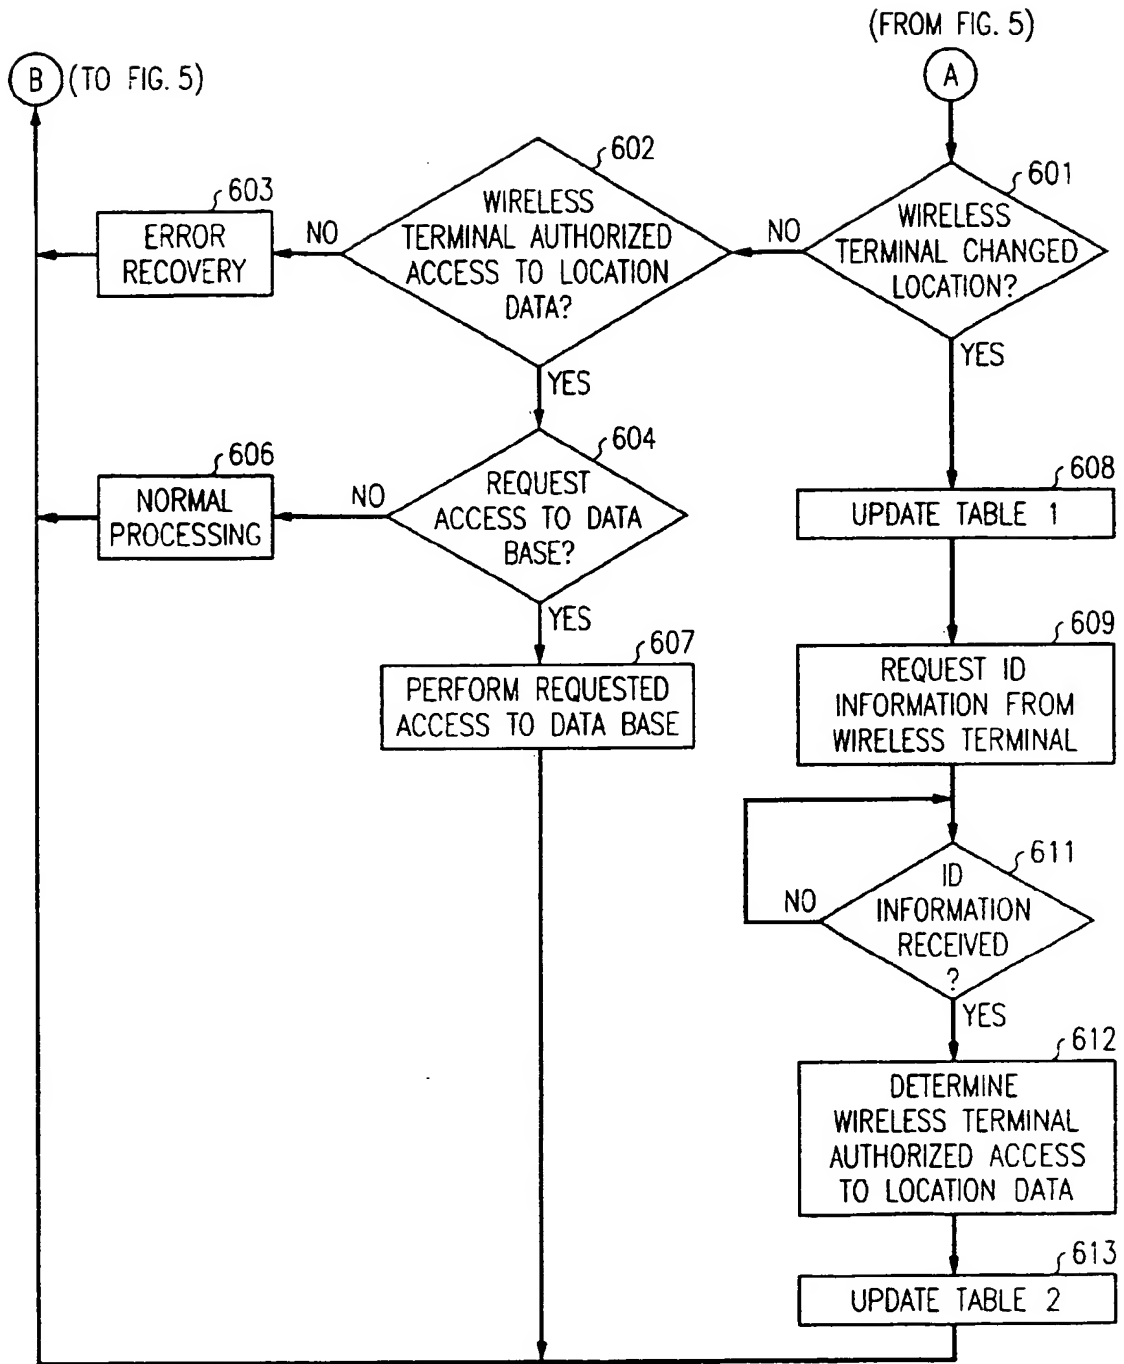 (FROM FIG. 5)
B (TO FIG. 5)
A
602
WIRELESS
TERMINAL AUTHORIZED
ACCESS TO LOCATION
DATA?
601
WIRELESS
TERMINAL CHANGED
LOCATION?
603
ERROR
RECOVERY
NO
NO
YES
YES
604
REQUEST
ACCESS TO DATA
BASE?
606
NORMAL
PROCESSING
NO
YES
608
UPDATE TABLE 1
607
PERFORM REQUESTED
ACCESS TO DATA BASE
609
REQUEST ID
INFORMATION FROM
WIRELESS TERMINAL
611
ID
INFORMATION
RECEIVED
?
NO
YES
612
DETERMINE
WIRELESS TERMINAL
AUTHORIZED ACCESS
TO LOCATION DATA
613
UPDATE TABLE 2